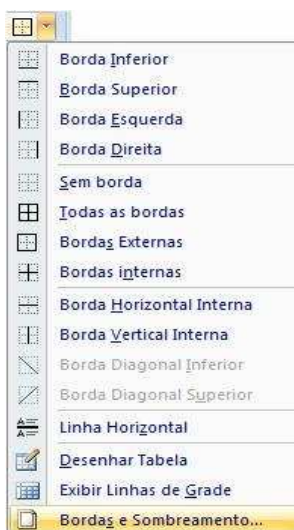 Borda Inferior
Borda Superior
Borda Esquerda
Borda Direita
Sem borda
Todas as bordas
Bordas Externas
Bordas internas
Borda Horizontal Interna
Borda Vertical Interna
Borda Diagonal Inferior
Borda Diagonal Superior
Linha Horizontal
Desenhar Tabela
Exibir Linhas de Grade
Bordas e Sombreamento...